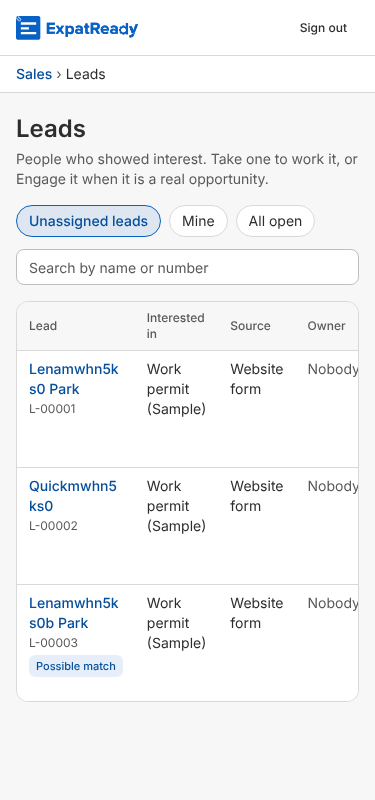 ExpatReady
Sign out
Sales › Leads
Leads
People who showed interest. Take one to work it, or
Engage it when it is a real opportunity.
Unassigned leads
Mine
All open
Search by name or number
Lead
Interested
in
Source
Owner
Lenamwhn5k
s0 Park
L-00001
Work
permit
(Sample)
Website
form
Nobody
Quickmwhn5
ks0
L-00002
Work
permit
(Sample)
Website
form
Nobody
Lenamwhn5k
s0b Park
L-00003
Possible match
Work
permit
(Sample)
Website
form
Nobody